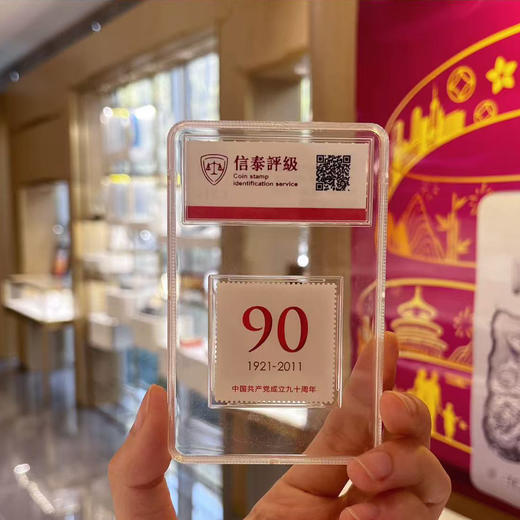 信泰評級
Coin stamp
identification service
90
1921-2011
中国共产党成立九十周年